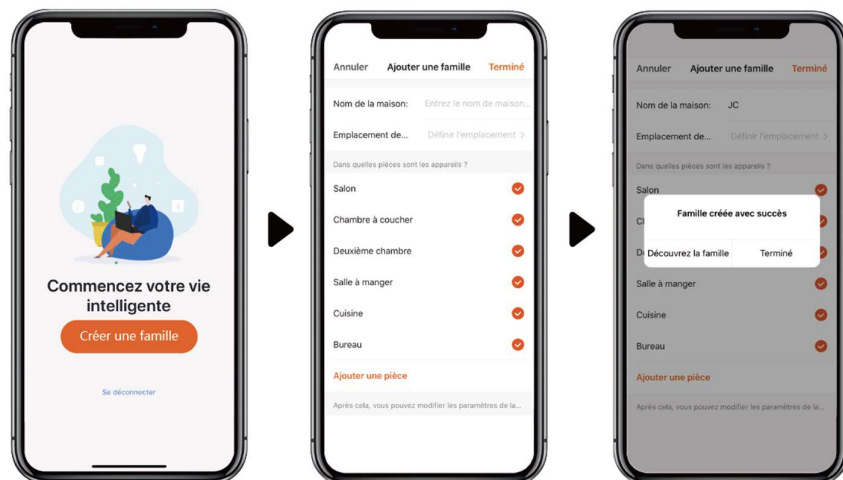 Commencez votre vie
intelligente
Créer une famille
Se déconnecter
Annuler Ajouter une famille Terminé
Nom de la maison: Entrez le nom de maison...
Emplacement de... Définir l'emplacement >
Dans quelles pièces sont les appareils ?
Salon
Chambre à coucher
Deuxième chambre
Salle à manger
Cuisine
Bureau
Ajouter une pièce
Après cela, vous pouvez modifier les paramètres de la...
Annuler Ajouter une famille Terminé
Nom de la maison: JC
Emplacement de... Définir l'emplacement >
Dans quelles pièces sont les appareils ?
Salon
Famille créée avec succès
Découvrez la famille Terminé
Salle à manger
Cuisine
Bureau
Ajouter une pièce
Après cela, vous pouvez modifier les paramètres de la...